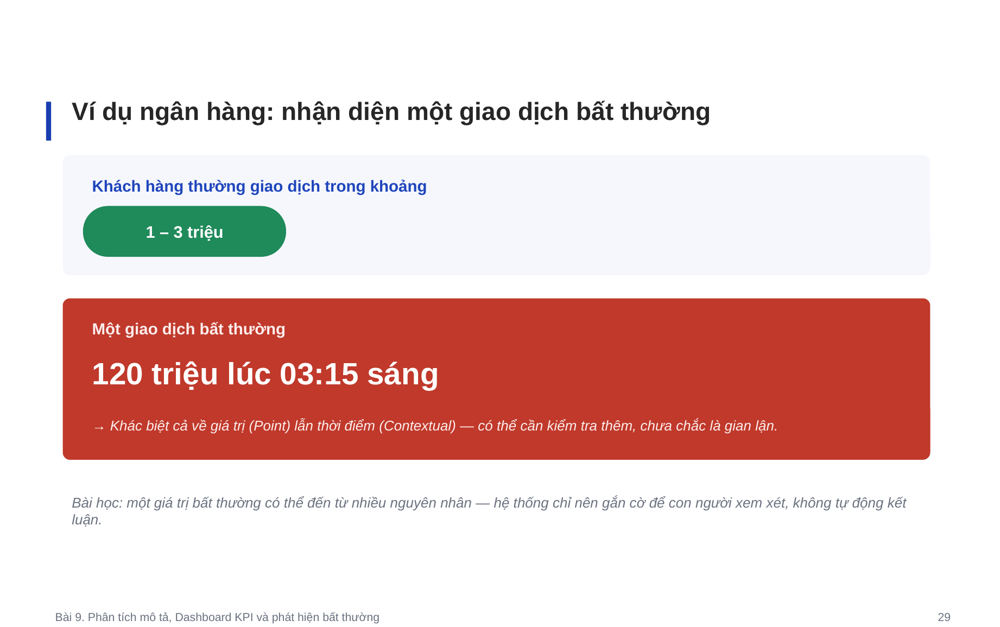 Ví dụ ngân hàng: nhận diện một giao dịch bất thường
Khách hàng thường giao dịch trong khoảng
1 – 3 triệu
Một giao dịch bất thường
120 triệu lúc 03:15 sáng
→ Khác biệt cả về giá trị (Point) lẫn thời điểm (Contextual) — có thể cần kiểm tra thêm, chưa chắc là gian lận.
Bài học: một giá trị bất thường có thể đến từ nhiều nguyên nhân — hệ thống chỉ nên gắn cờ để con người xem xét, không tự động kết
luận.
Bài 9. Phân tích mô tả, Dashboard KPI và phát hiện bất thường
29